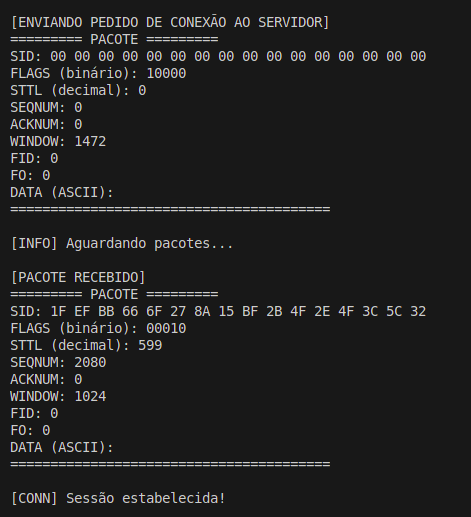 [ENVIANDO PEDIDO DE CONEXÃO AO SERVIDOR]
========= PACOTE =========
SID: 00 00 00 00 00 00 00 00 00 00 00 00 00 00 00 00
FLAGS (binário): 10000
STTL (decimal): 0
SEQNUM: 0
ACKNUM: 0
WINDOW: 1472
FID: 0
FO: 0
DATA (ASCII):
========================================
[INFO] Aguardando pacotes...
[PACOTE RECEBIDO]
========= PACOTE =========
SID: 1F EF BB 66 6F 27 8A 15 BF 2B 4F 2E 4F 3C 5C 32
FLAGS (binário): 00010
STTL (decimal): 599
SEQNUM: 2080
ACKNUM: 0
WINDOW: 1024
FID: 0
FO: 0
DATA (ASCII):
========================================
[CONN] Sessão estabelecida!